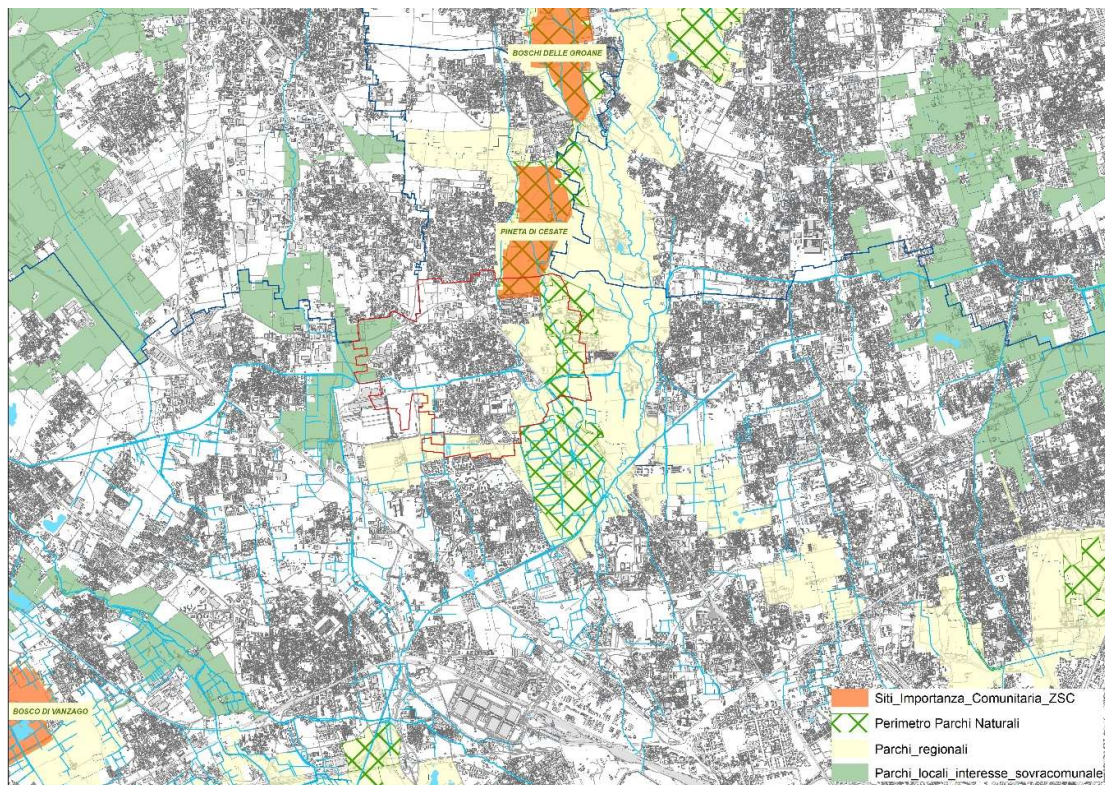 BOSCHI DELLE GROANE
PINETA DI CESATE
BOSCO DI VANZAGO
Siti_Importanza_Comunitaria_ZSC
Perimetro Parchi Naturali
Parchi_regionali
Parchi_locali_interesse_sovracomunale